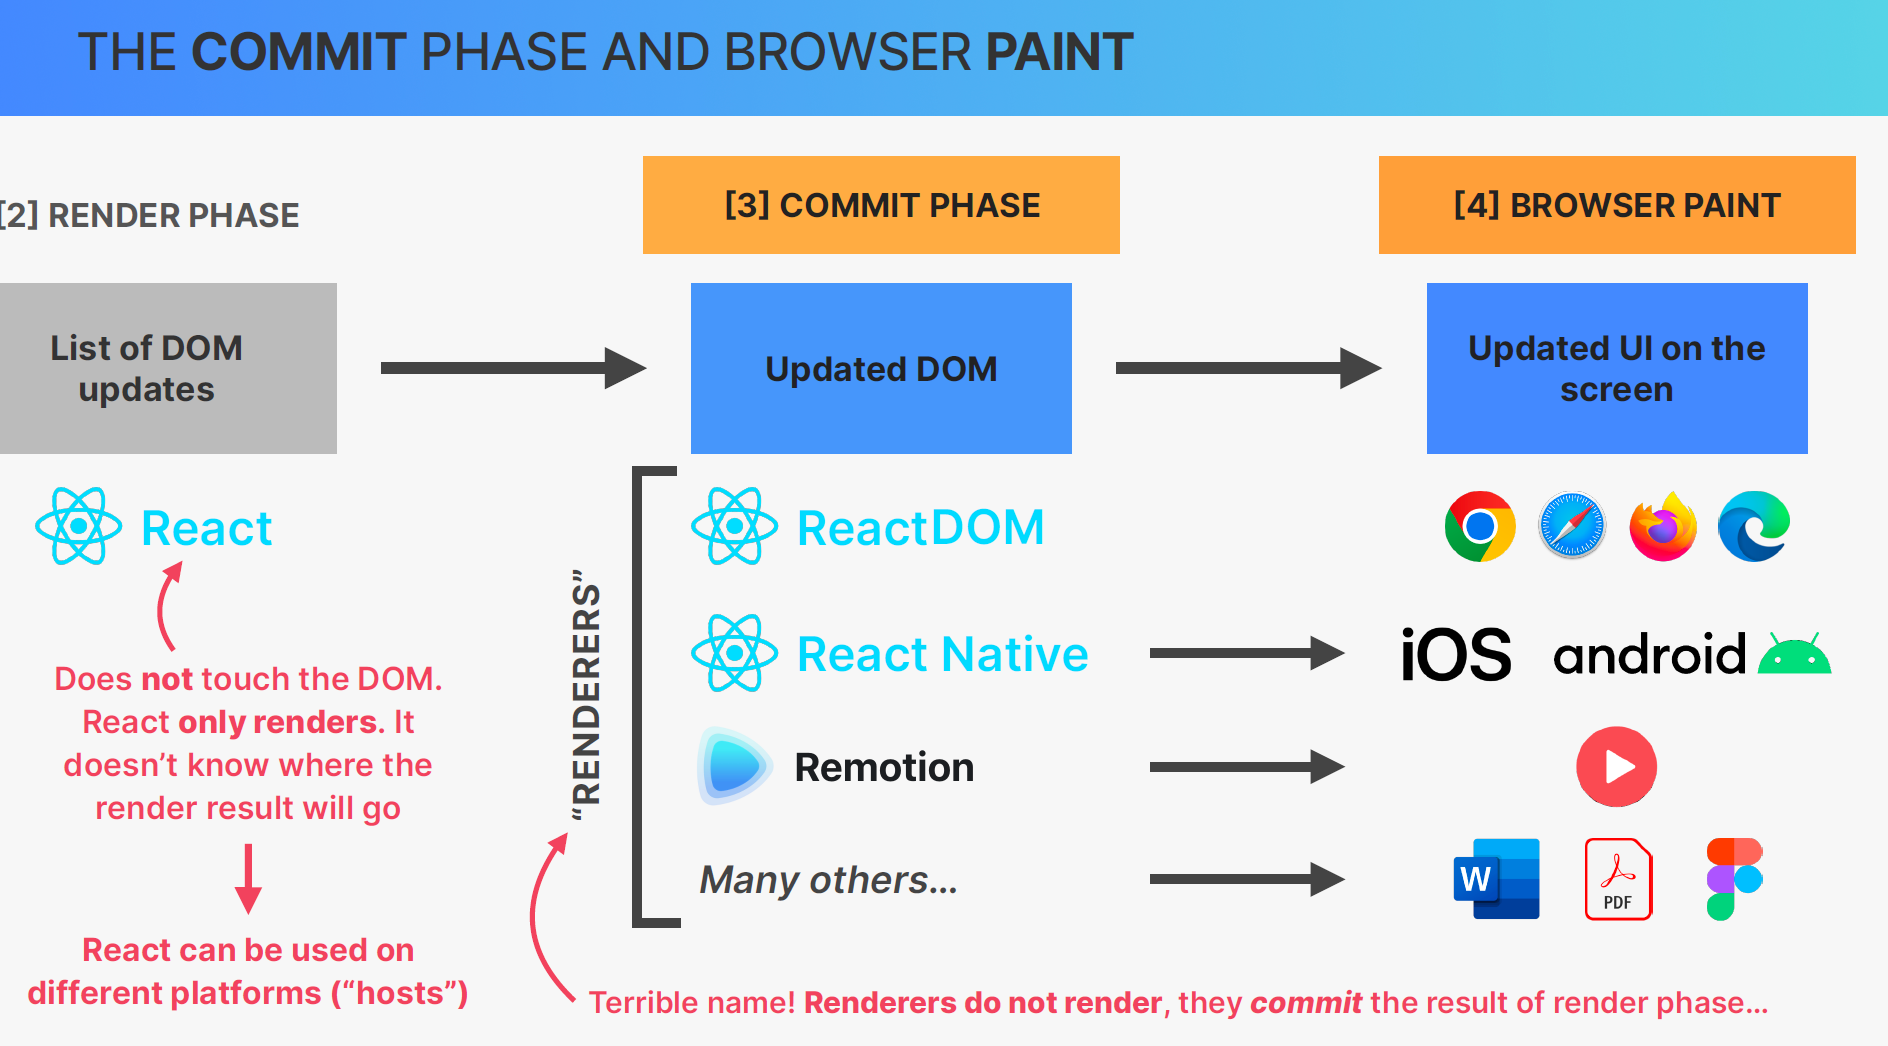 THE COMMIT PHASE AND BROWSER PAINT
[2] RENDER PHASE
[3] COMMIT PHASE
[4] BROWSER PAINT
List of DOM
updates
Updated DOM
Updated UI on the
screen
React
Does not touch the DOM.
React only renders. It
doesn’t know where the
render result will go
React can be used on
different platforms (“hosts”)
“RENDERERS”
ReactDOM
React Native
iOS
android
Remotion
Many others…
W
PDF
Terrible name! Renderers do not render, they commit the result of render phase…